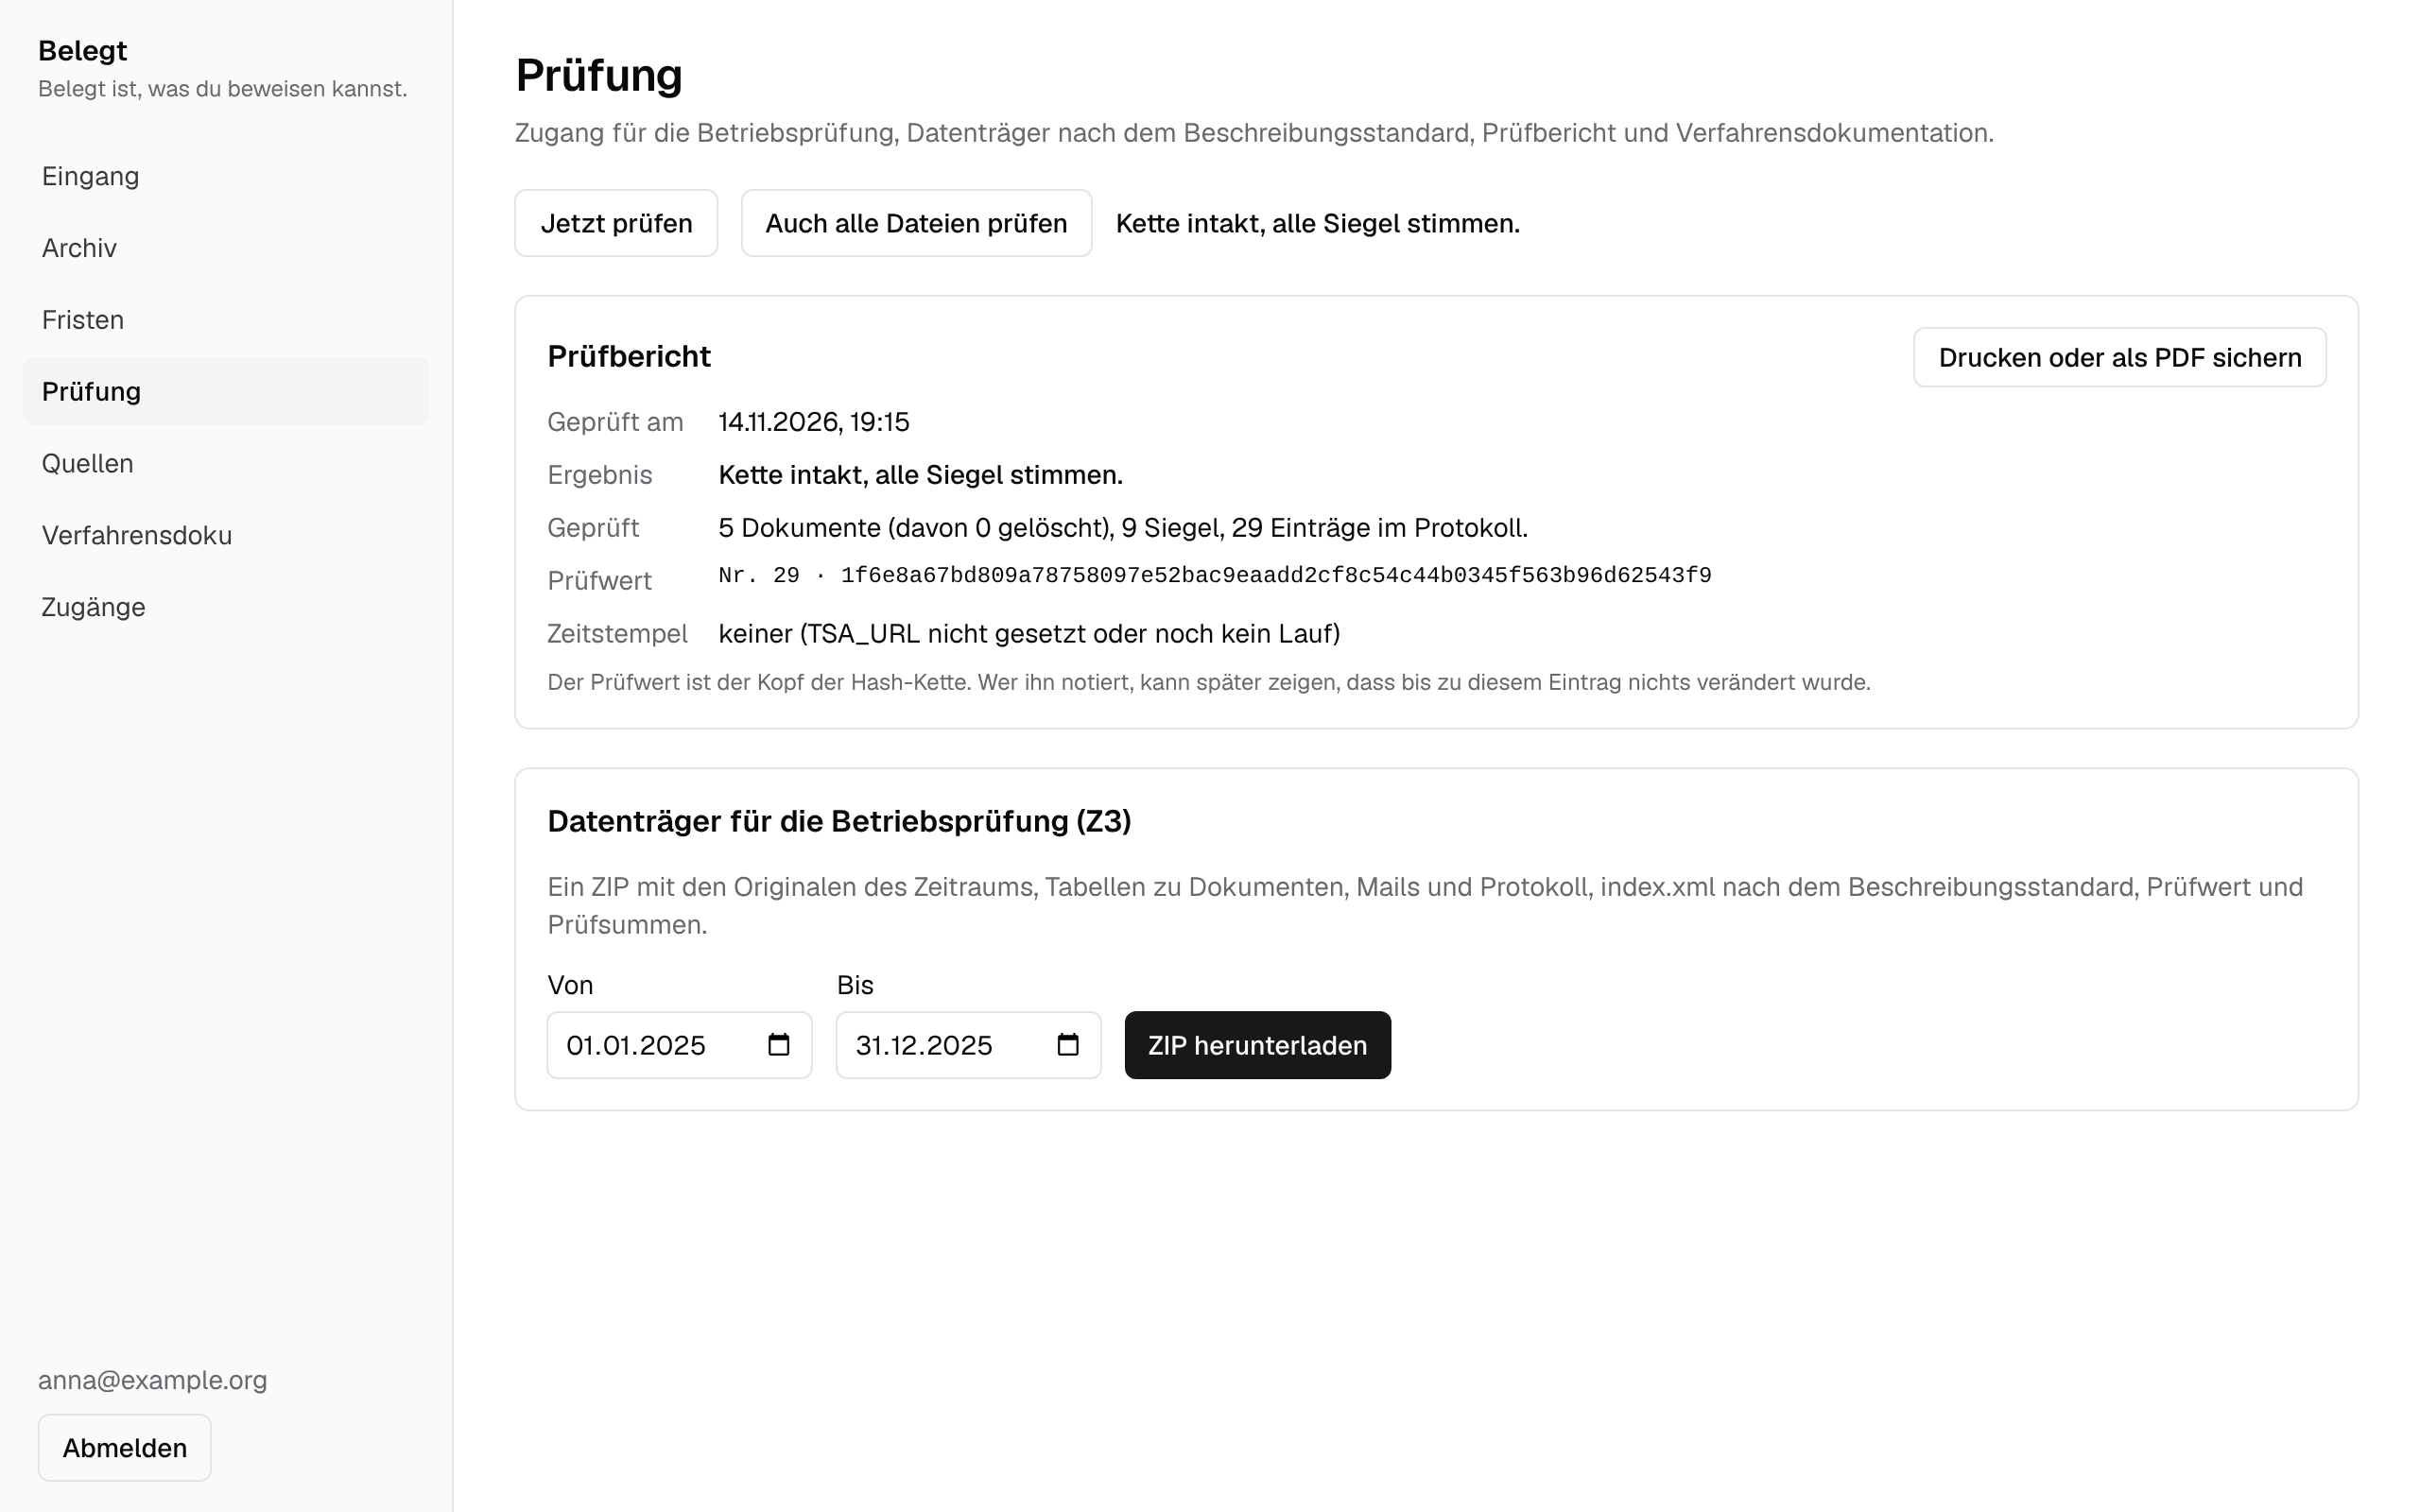 Belegt
Belegt ist, was du beweisen kannst.
Eingang
Archiv
Fristen
Prüfung
Quellen
Verfahrensdoku
Zugänge
anna@example.org
Abmelden
Prüfung
Zugang für die Betriebsprüfung, Datenträger nach dem Beschreibungsstandard, Prüfbericht und Verfahrensdokumentation.
Jetzt prüfen
Auch alle Dateien prüfen
Kette intakt, alle Siegel stimmen.
Prüfbericht
Drucken oder als PDF sichern
Geprüft am 14.11.2026, 19:15
Ergebnis Kette intakt, alle Siegel stimmen.
Geprüft 5 Dokumente (davon 0 gelöscht), 9 Siegel, 29 Einträge im Protokoll.
Prüfwert Nr. 29 · 1f6e8a67bd809a78758097e52bac9eaadd2cf8c54c44b0345f563b96d62543f9
Zeitstempel keiner (TSA_URL nicht gesetzt oder noch kein Lauf)
Der Prüfwert ist der Kopf der Hash-Kette. Wer ihn notiert, kann später zeigen, dass bis zu diesem Eintrag nichts verändert wurde.
Datenträger für die Betriebsprüfung (Z3)
Ein ZIP mit den Originalen des Zeitraums, Tabellen zu Dokumenten, Mails und Protokoll, index.xml nach dem Beschreibungsstandard, Prüfwert und
Prüfsummen.
Von Bis
01.01.2025 31.12.2025 ZIP herunterladen